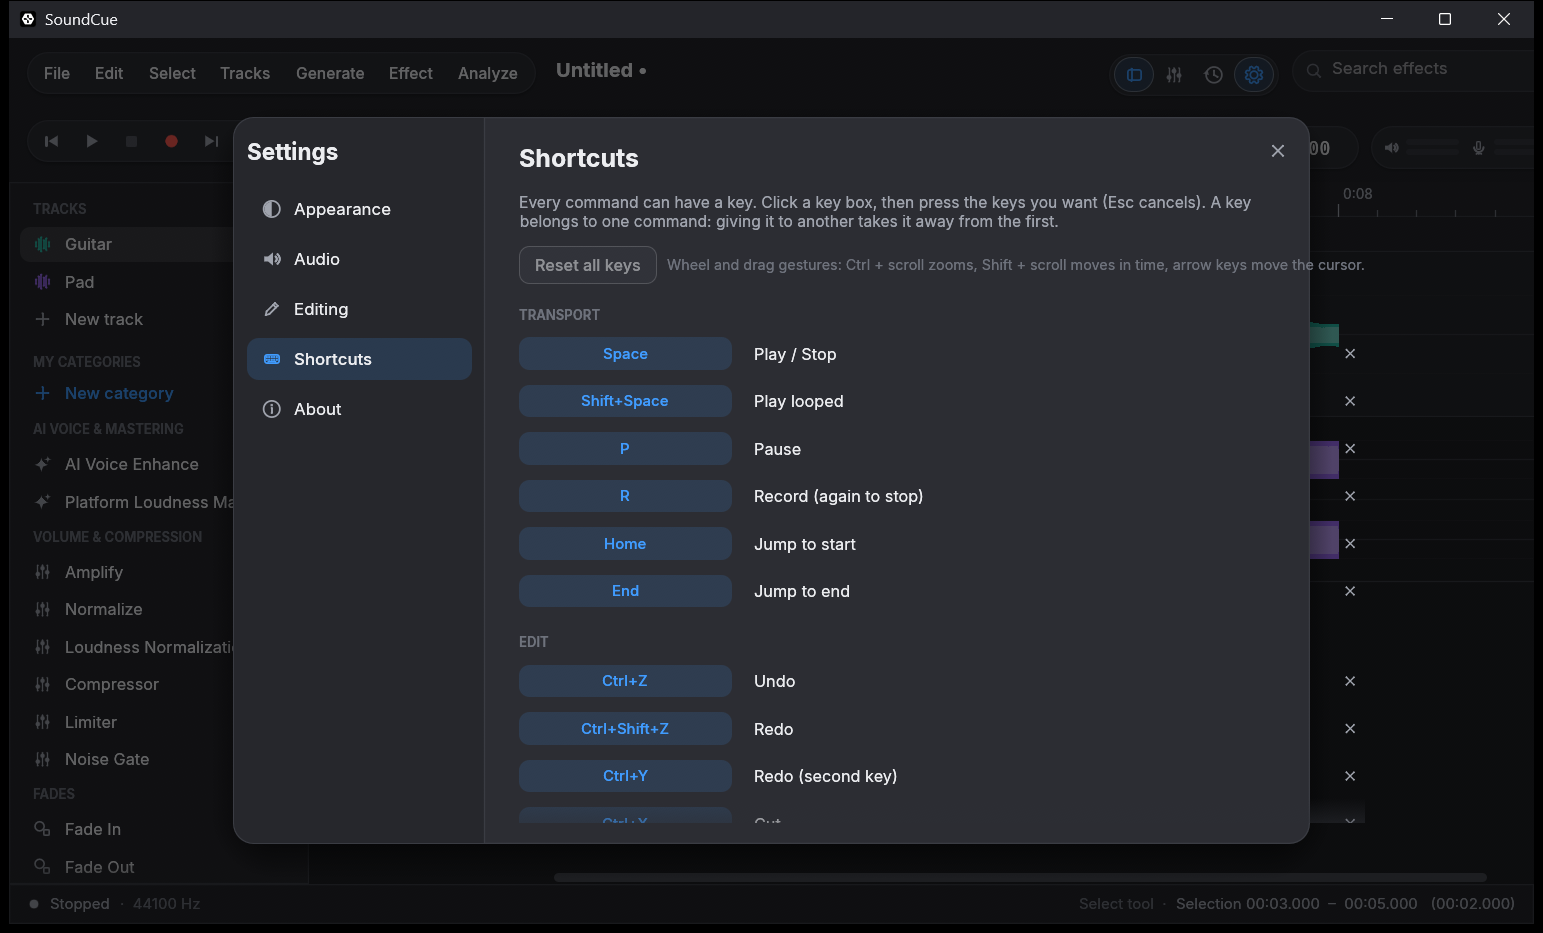 SoundCue
File Edit Select Tracks Generate Effect Analyze
Untitled •
Search effects
00
0:08
TRACKS
Guitar
Pad
New track
MY CATEGORIES
New category
AI VOICE & MASTERING
AI Voice Enhance
Platform Loudness Ma
VOLUME & COMPRESSION
Amplify
Normalize
Loudness Normalizati
Compressor
Limiter
Noise Gate
FADES
Fade In
Fade Out
Settings
Appearance
Audio
Editing
Shortcuts
About
Shortcuts
Every command can have a key. Click a key box, then press the keys you want (Esc cancels). A key
belongs to one command: giving it to another takes it away from the first.
Reset all keys
Wheel and drag gestures: Ctrl + scroll zooms, Shift + scroll moves in time, arrow keys move the cursor.
TRANSPORT
Space Play / Stop
Shift+Space Play looped
P Pause
R Record (again to stop)
Home Jump to start
End Jump to end
EDIT
Ctrl+Z Undo
Ctrl+Shift+Z Redo
Ctrl+Y Redo (second key)
Ctrl+X Cut
Stopped · 44100 Hz
Select tool · Selection 00:03.000 – 00:05.000 (00:02.000)